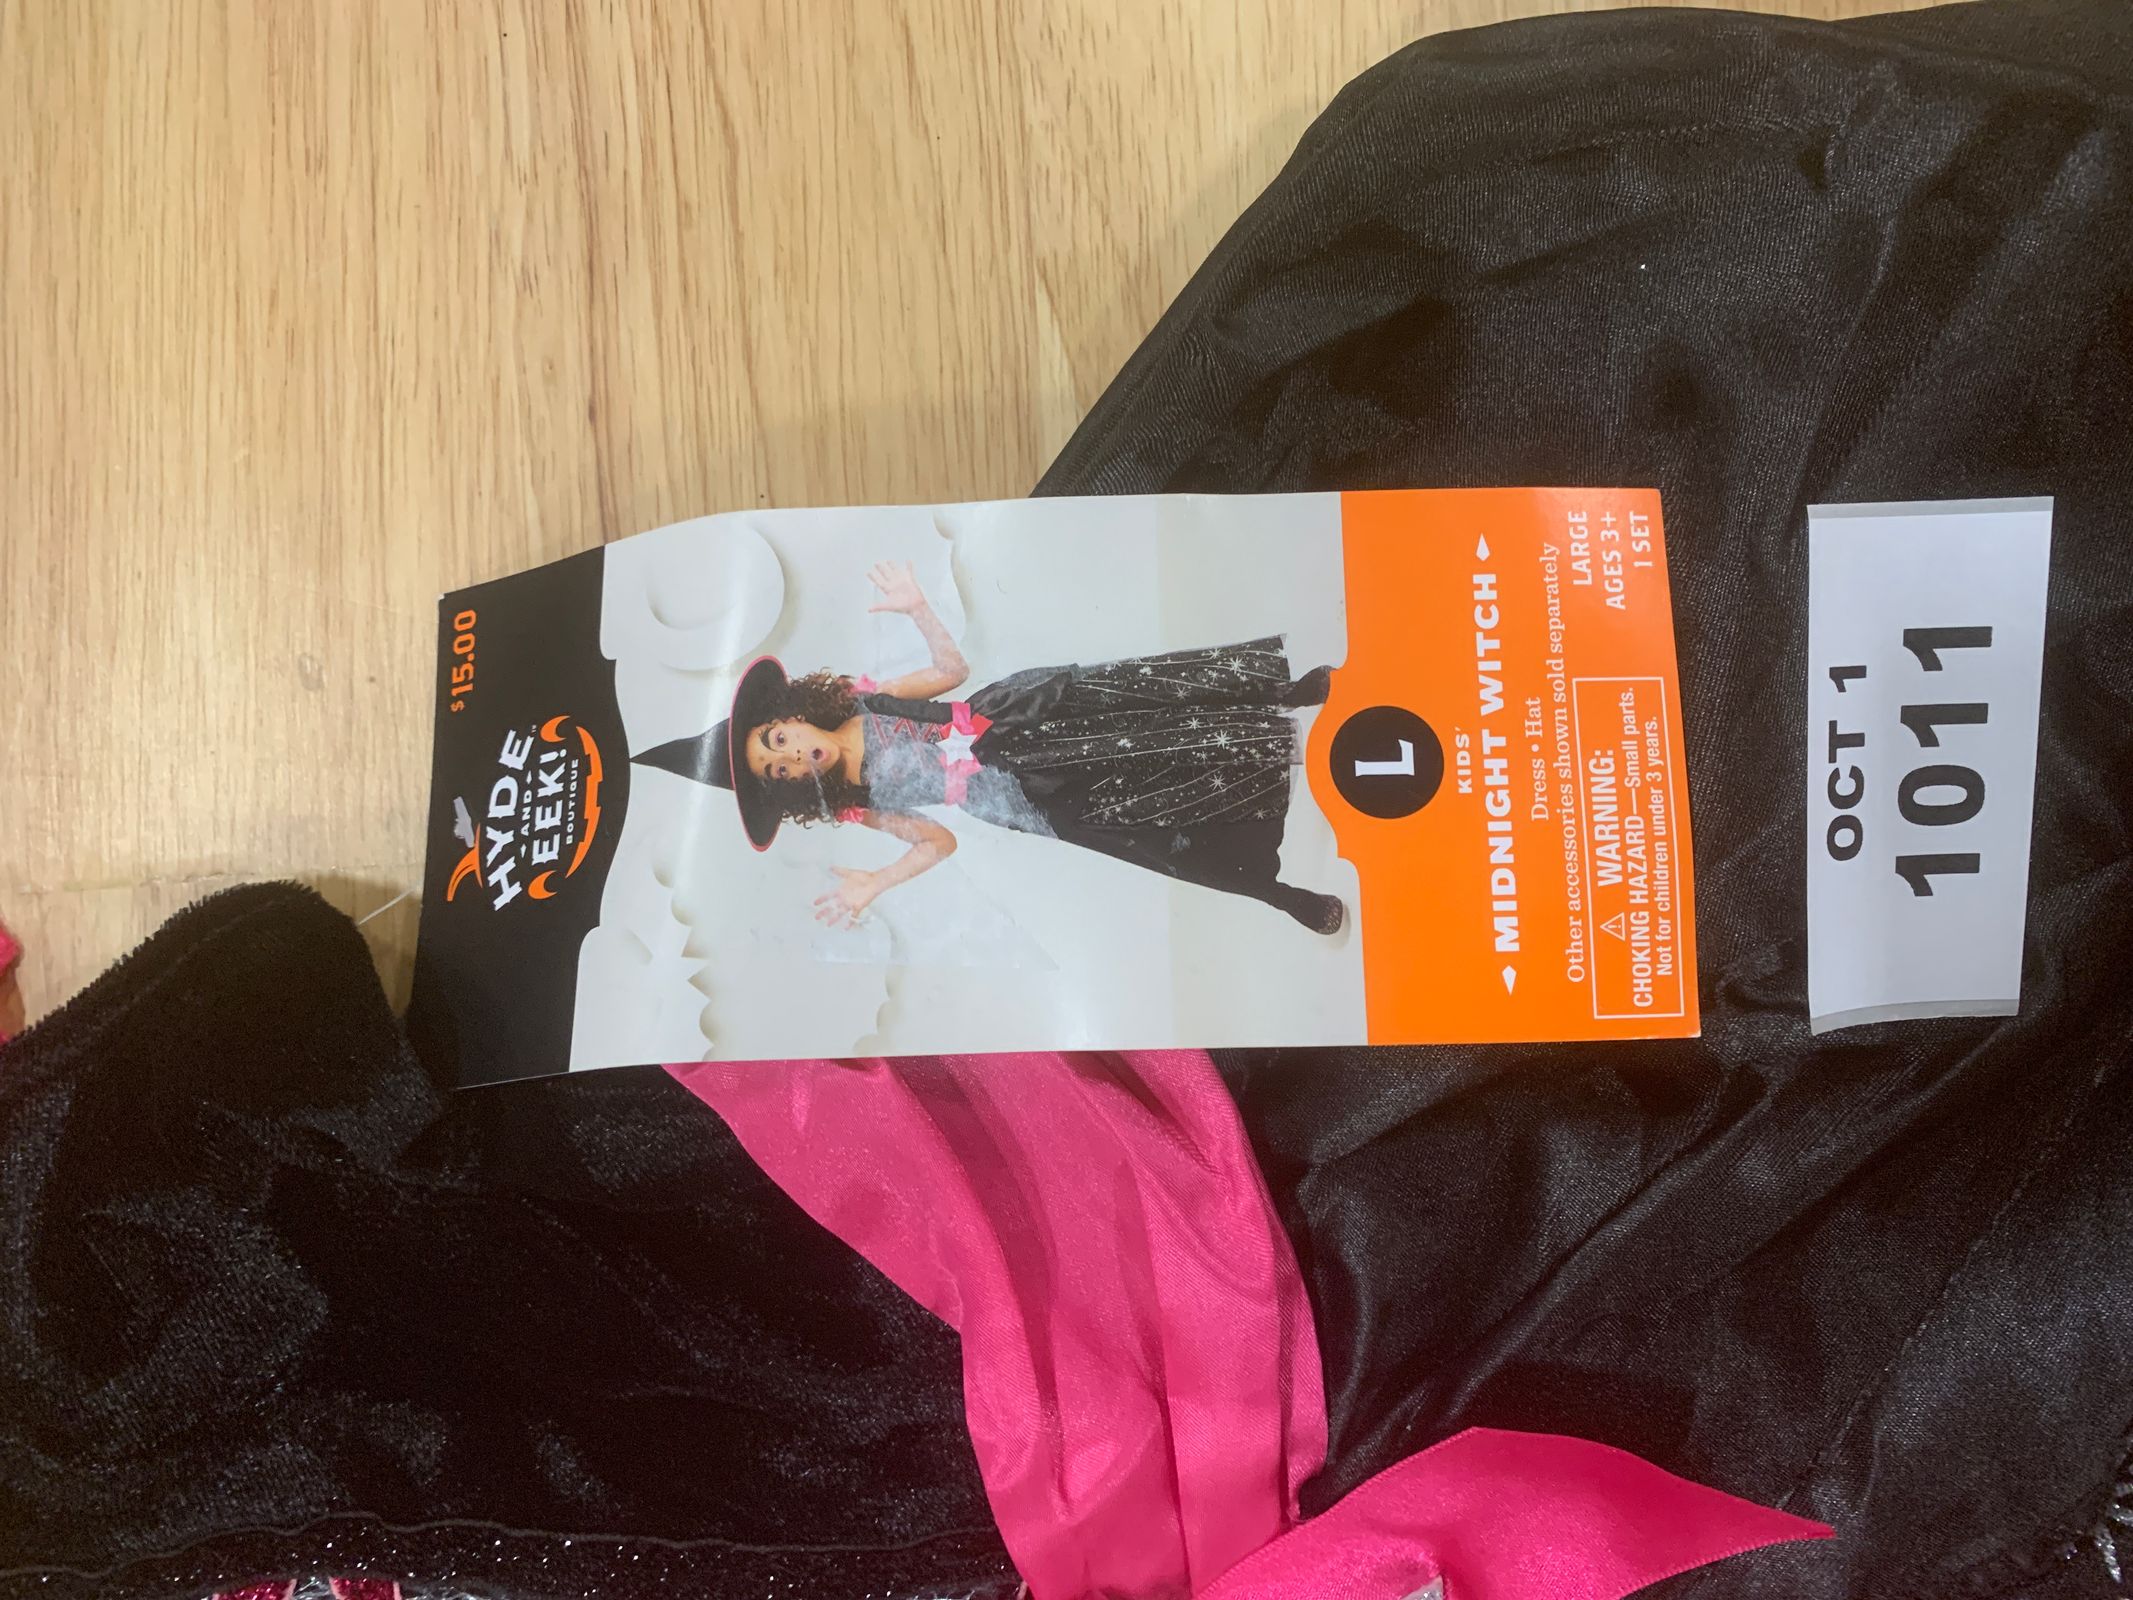 $15.00
HYDE
AND
EEK!
BOUTIQUE
L
KIDS'
MIDNIGHT WITCH
Dress • Hat
Other accessories shown sold separately
LARGE
AGES 3+
1 SET
WARNING:
CHOKING HAZARD—Small parts.
Not for children under 3 years.
OCT 1
1011